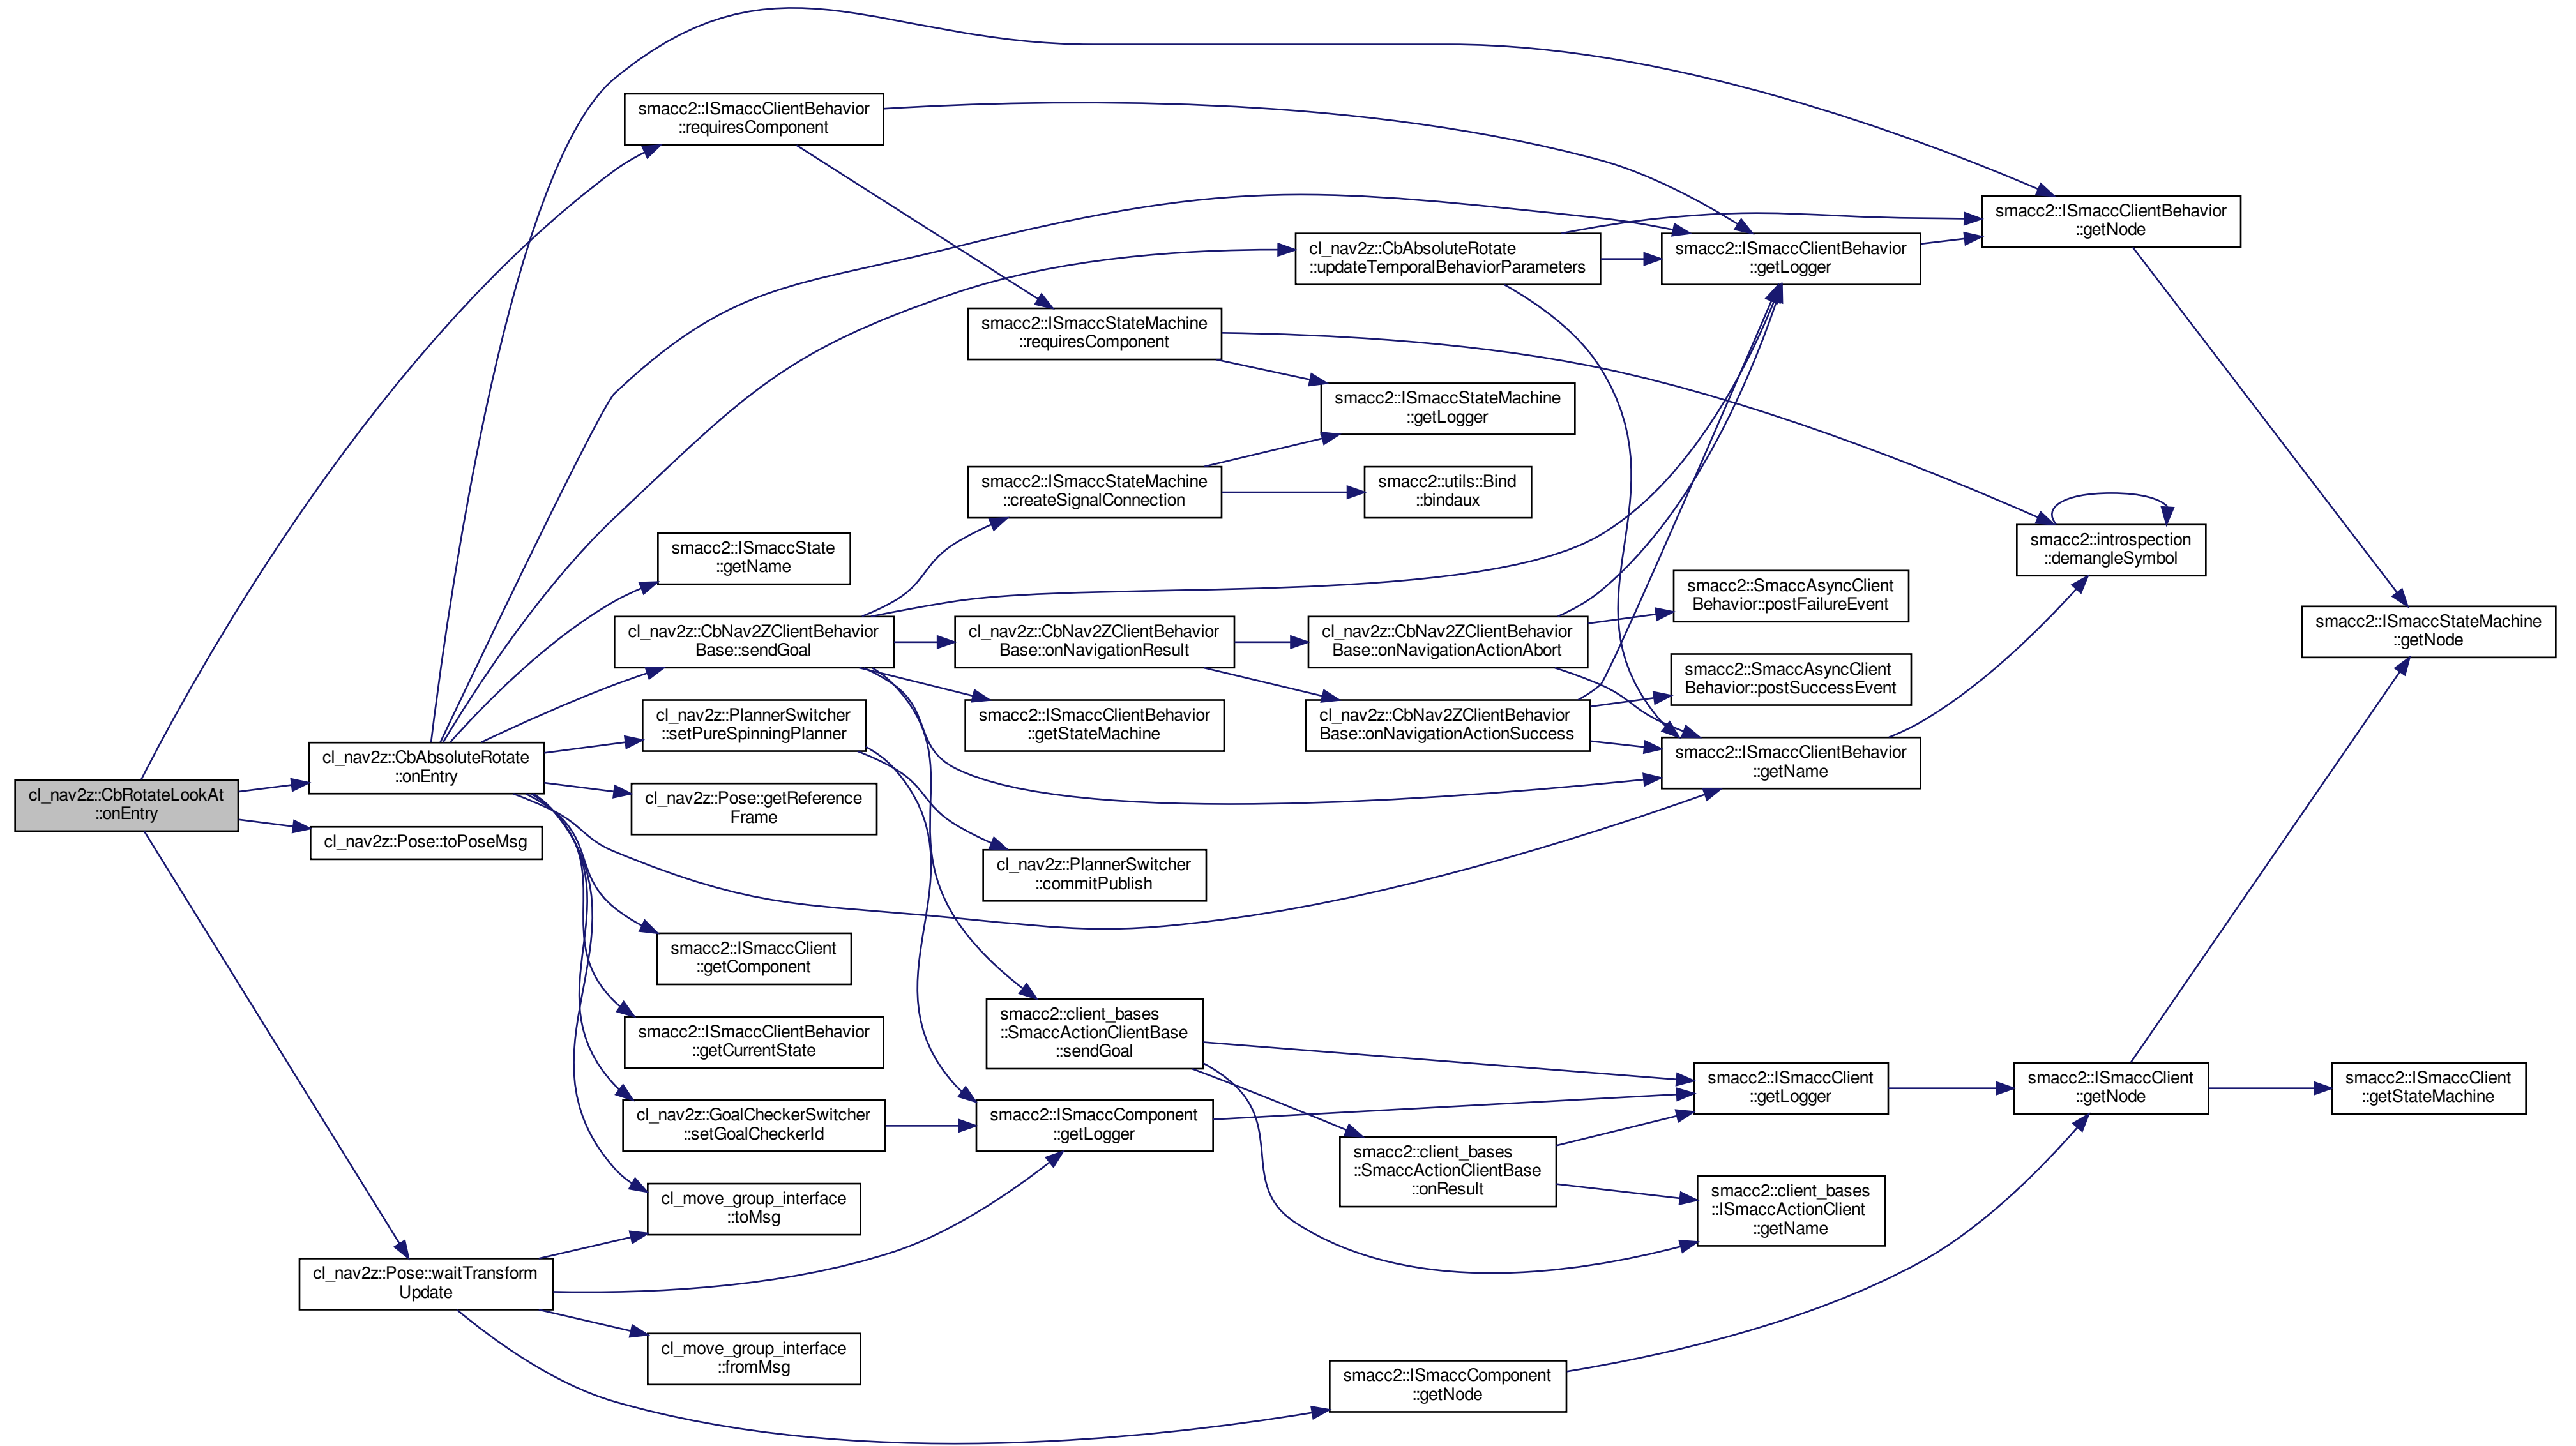 cl_nav2z::CbRotateLookAt
::onEntry
smacc2::ISmaccClientBehavior
::requiresComponent
cl_nav2z::CbAbsoluteRotate
::onEntry
cl_nav2z::Pose::toPoseMsg
cl_nav2z::Pose::waitTransform
Update
smacc2::ISmaccState
::getName
cl_nav2z::CbNav2ZClientBehavior
Base::sendGoal
cl_nav2z::PlannerSwitcher
::setPureSpinningPlanner
cl_nav2z::Pose::getReference
Frame
smacc2::ISmaccClient
::getComponent
smacc2::ISmaccClientBehavior
::getCurrentState
cl_nav2z::GoalCheckerSwitcher
::setGoalCheckerId
cl_move_group_interface
::toMsg
cl_move_group_interface
::fromMsg
smacc2::ISmaccStateMachine
::requiresComponent
smacc2::ISmaccStateMachine
::createSignalConnection
cl_nav2z::CbNav2ZClientBehavior
Base::onNavigationResult
smacc2::ISmaccClientBehavior
::getStateMachine
cl_nav2z::PlannerSwitcher
::commitPublish
smacc2::client_bases
::SmaccActionClientBase
::sendGoal
smacc2::ISmaccComponent
::getLogger
cl_nav2z::CbAbsoluteRotate
::updateTemporalBehaviorParameters
smacc2::ISmaccStateMachine
::getLogger
smacc2::utils::Bind
::bindaux
cl_nav2z::CbNav2ZClientBehavior
Base::onNavigationActionAbort
cl_nav2z::CbNav2ZClientBehavior
Base::onNavigationActionSuccess
smacc2::client_bases
::SmaccActionClientBase
::onResult
smacc2::ISmaccComponent
::getNode
smacc2::ISmaccClientBehavior
::getLogger
smacc2::SmaccAsyncClient
Behavior::postFailureEvent
smacc2::SmaccAsyncClient
Behavior::postSuccessEvent
smacc2::ISmaccClientBehavior
::getName
smacc2::ISmaccClient
::getLogger
smacc2::client_bases
::ISmaccActionClient
::getName
smacc2::ISmaccClientBehavior
::getNode
smacc2::introspection
::demangleSymbol
smacc2::ISmaccClient
::getNode
smacc2::ISmaccStateMachine
::getNode
smacc2::ISmaccClient
::getStateMachine